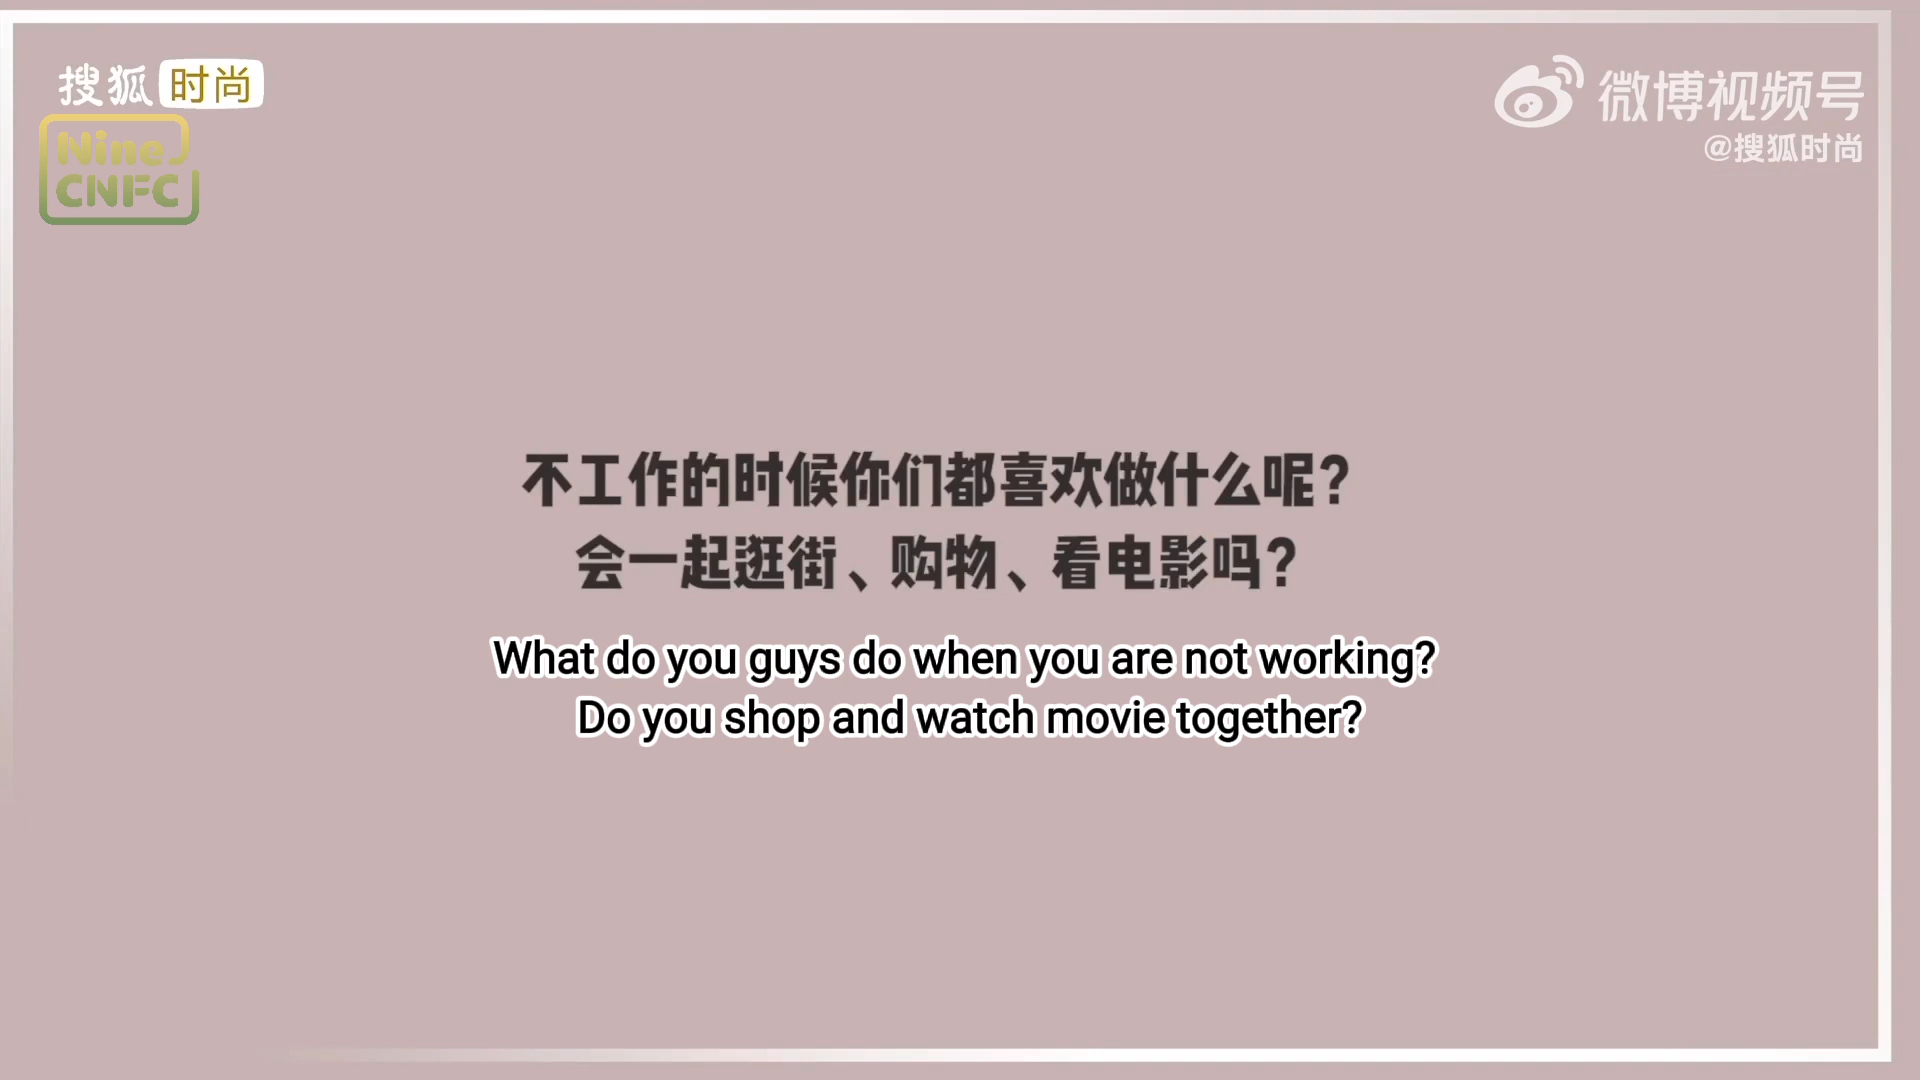 搜狐时尚
Nine
CNFC
微博视频号
@搜狐时尚
不工作的时候你们都喜欢做什么呢？
会一起逛街、购物、看电影吗？
What do you guys do when you are not working?
Do you shop and watch movie together?